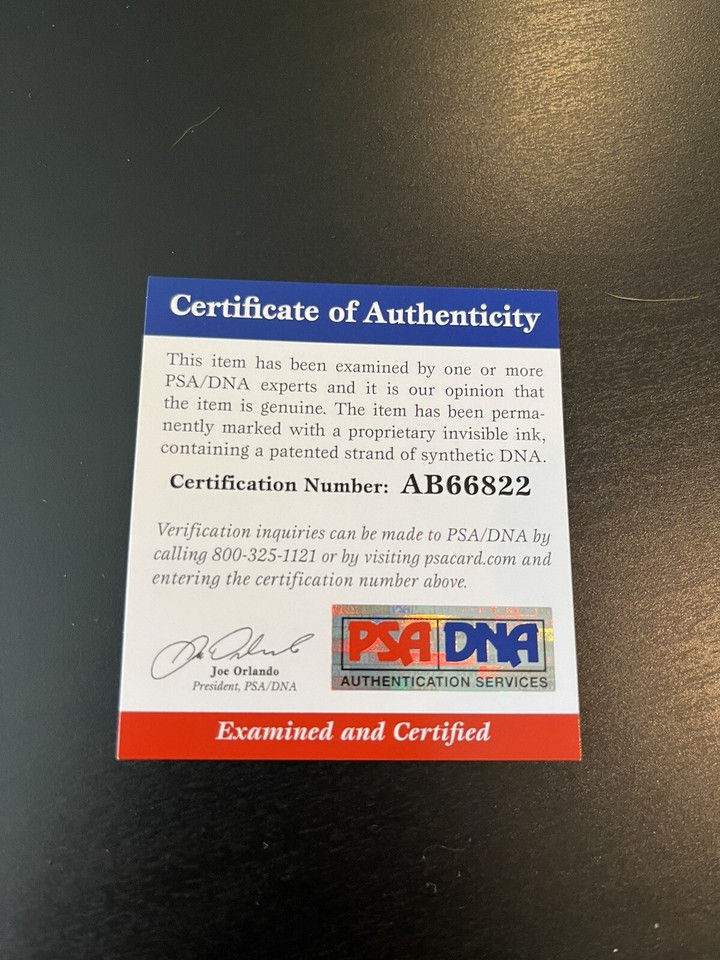 Certificate of Authenticity
This item has been examined by one or more
PSA/DNA experts and it is our opinion that
the item is genuine. The item has been perma-
nently marked with a proprietary invisible ink,
containing a patented strand of synthetic DNA.
Certification Number: AB66822
Verification inquiries can be made to PSA/DNA by
calling 800-325-1121 or by visiting psacard.com and
entering the certification number above.
Joe Orlando
President, PSA/DNA
PSA DNA
AUTHENTICATION SERVICES
Examined and Certified